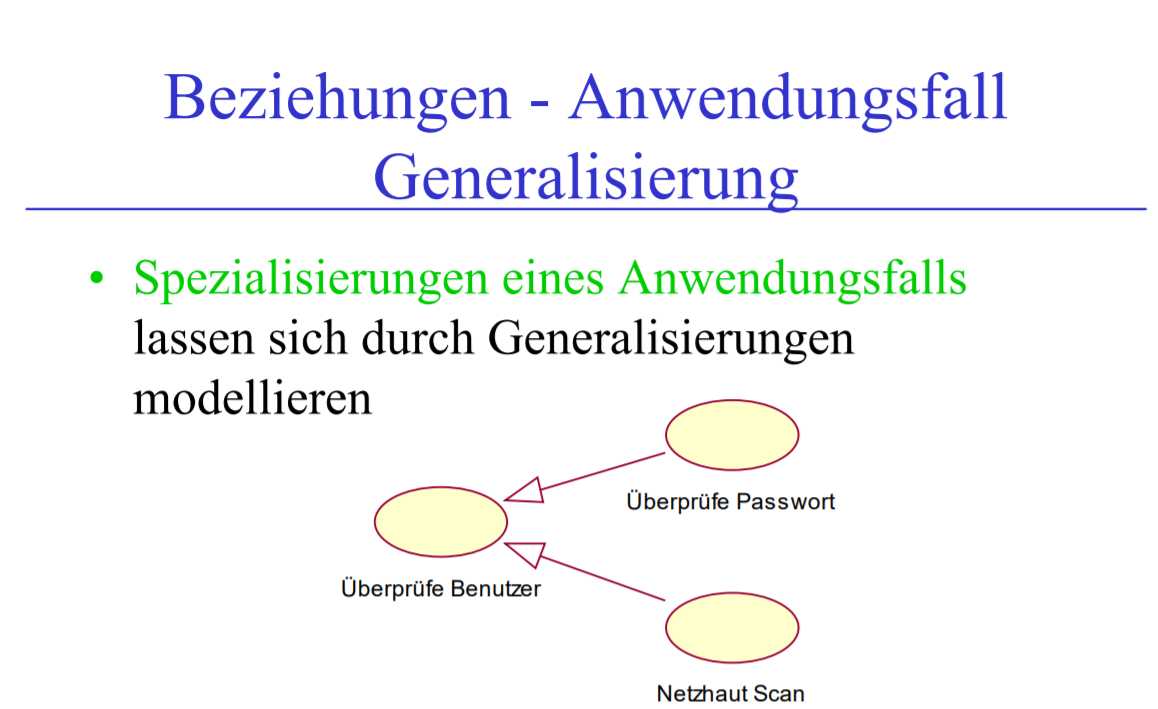 Beziehungen - Anwendungsfall
Generalisierung
• Spezialisierungen eines Anwendungsfalls
lassen sich durch Generalisierungen
modellieren
Überprüfe Passwort
Überprüfe Benutzer
Netzhaut Scan